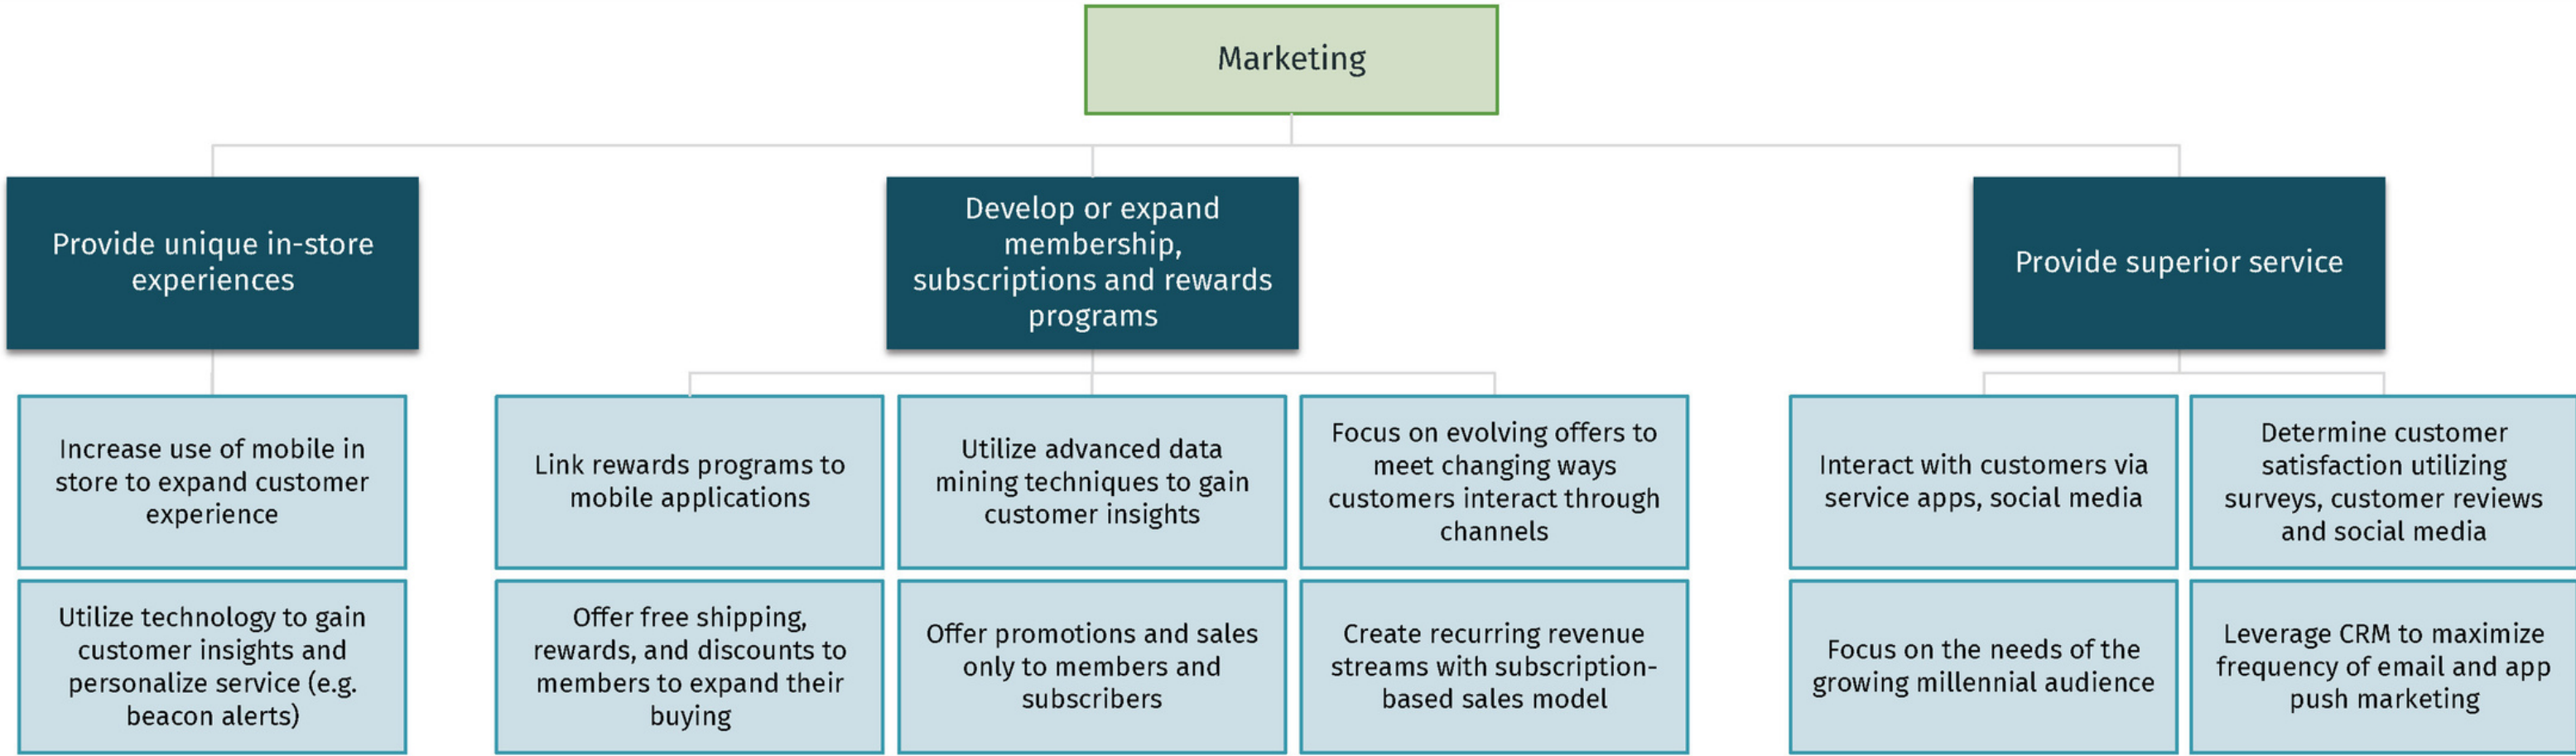 Marketing
Provide unique in-store
experiences
Develop or expand
membership,
subscriptions and rewards
programs
Provide superior service
Increase use of mobile in
store to expand customer
experience
Link rewards programs to
mobile applications
Utilize advanced data
mining techniques to gain
customer insights
Focus on evolving offers to
meet changing ways
customers interact through
channels
Interact with customers via
service apps, social media
Determine customer
satisfaction utilizing
surveys, customer reviews
and social media
Utilize technology to gain
customer insights and
personalize service (e.g.
beacon alerts)
Offer free shipping,
rewards, and discounts to
members to expand their
buying
Offer promotions and sales
only to members and
subscribers
Create recurring revenue
streams with subscription-
based sales model
Focus on the needs of the
growing millennial audience
Leverage CRM to maximize
frequency of email and app
push marketing